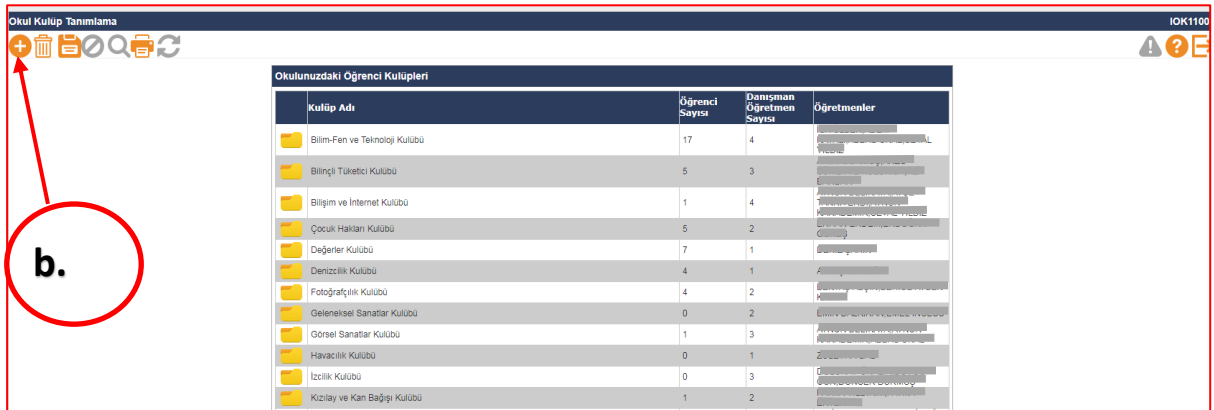 Okul Kulüp Tanımlama IOK1100
Okulunuzdaki Öğrenci Kulüpleri
Kulüp Adı Öğrenci Sayısı Danışman Öğretmen Sayısı Öğretmenler
Bilim-Fen ve Teknoloji Kulübü 17 4
Bilinçli Tüketici Kulübü 5 3
Bilişim ve İnternet Kulübü 1 4
Çocuk Hakları Kulübü 5 2
Değerler Kulübü 7 1
b.
Denizcilik Kulübü 4 1
Fotoğrafçılık Kulübü 4 2
Geleneksel Sanatlar Kulübü 0 2
Görsel Sanatlar Kulübü 1 3
Havacılık Kulübü 0 1
İzcilik Kulübü 0 3
Kızılay ve Kan Bağışı Kulübü 1 2